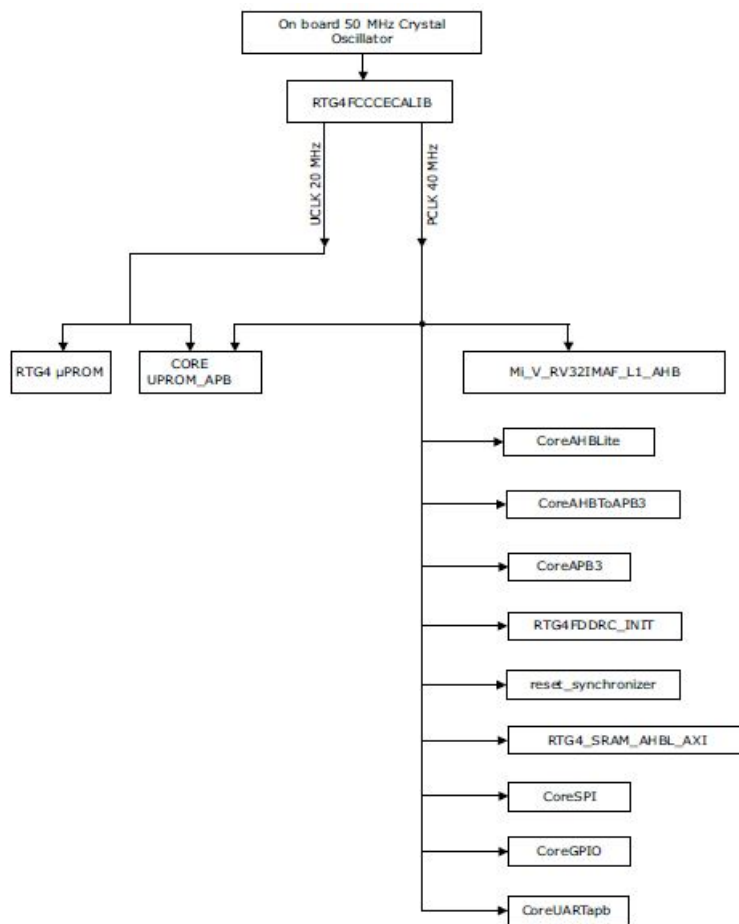 On board 50 MHz Crystal
Oscillator
RTG4FCCCECALIB
UCLK 20 MHz
PCLK 40 MHz
RTG4 µPROM
CORE
UPROM_APB
Mi_V_RV32IMAF_L1_AHB
CoreAHBLite
CoreAHBToAPB3
CoreAPB3
RTG4FDDRC_INIT
reset_synchronizer
RTG4_SRAM_AHBL_AXI
CoreSPI
CoreGPIO
CoreUARTapb